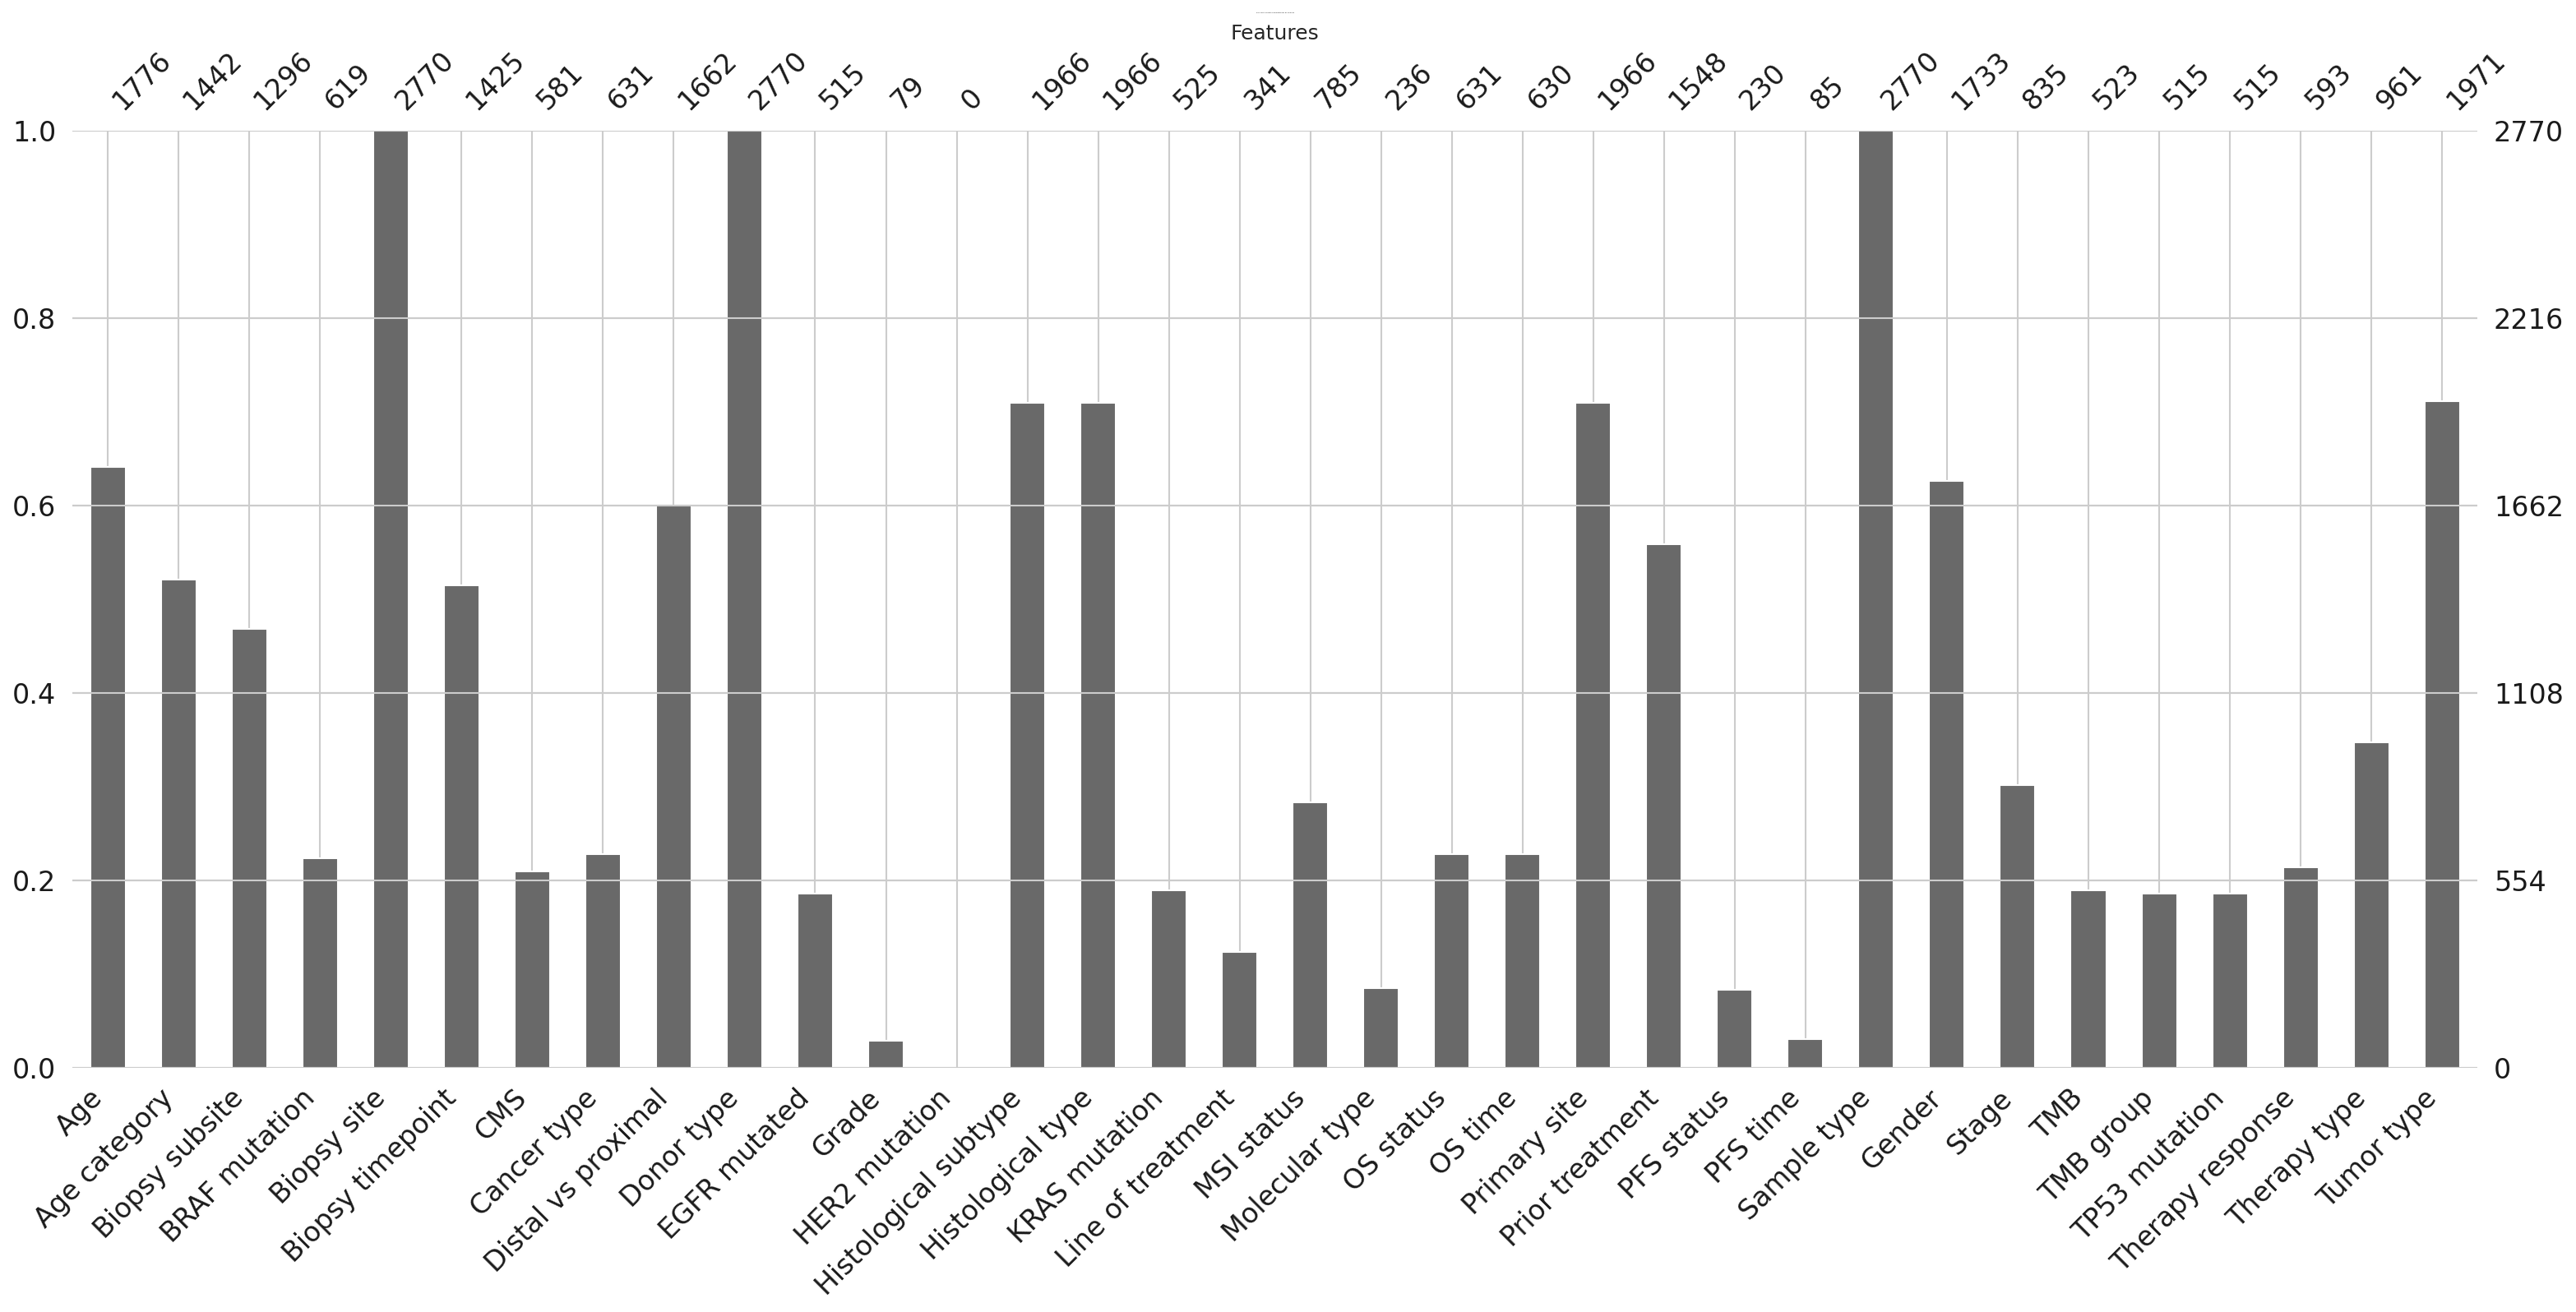 Features
1776 1442 1296 619 2770 1425 581 631 1662 2770 515 79 0 1966 1966 525 341 785 236 631 630 1966 1548 230 85 2770 1733 835 523 515 515 593 961 1971
1.0 2770
0.8 2216
0.6 1662
0.4 1108
0.2 554
0.0 0
Age
Age category
Biopsy subsite
BRAF mutation
Biopsy site
Biopsy timepoint
CMS
Cancer type
Distal vs proximal
Donor type
EGFR mutated
Grade
HER2 mutation
Histological subtype
Histological type
KRAS mutation
Line of treatment
MSI status
Molecular type
OS status
OS time
Primary site
Prior treatment
PFS status
PFS time
Sample type
Gender
Stage
TMB
TMB group
TP53 mutation
Therapy response
Therapy type
Tumor type